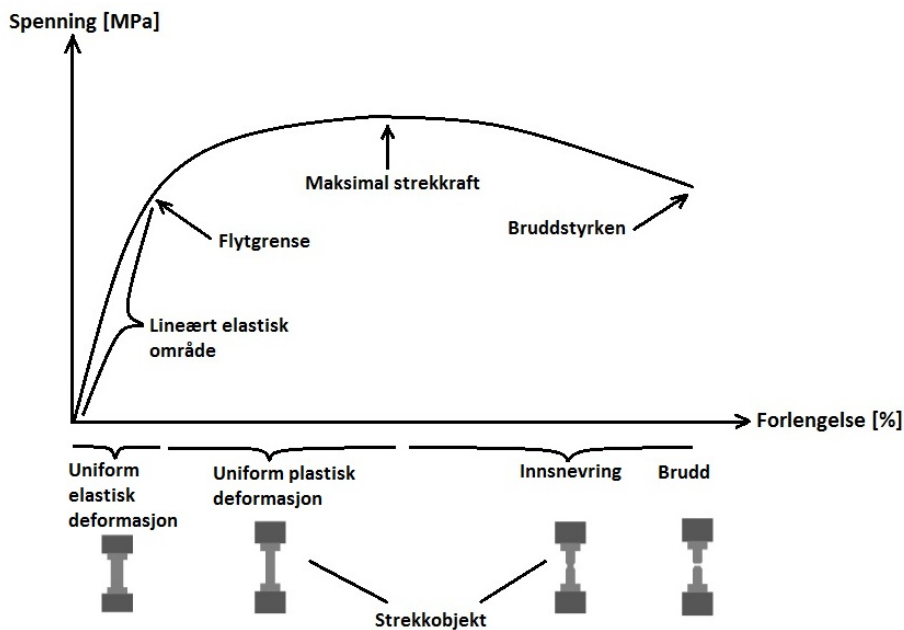 Spenning [MPa]
Maksimal strekkraft
Flytgrense
Bruddstyrken
Lineært elastisk
område
Forlengelse [%]
Uniform
elastisk
deformasjon
Uniform plastisk
deformasjon
Innsnevring
Brudd
Strekkobjekt